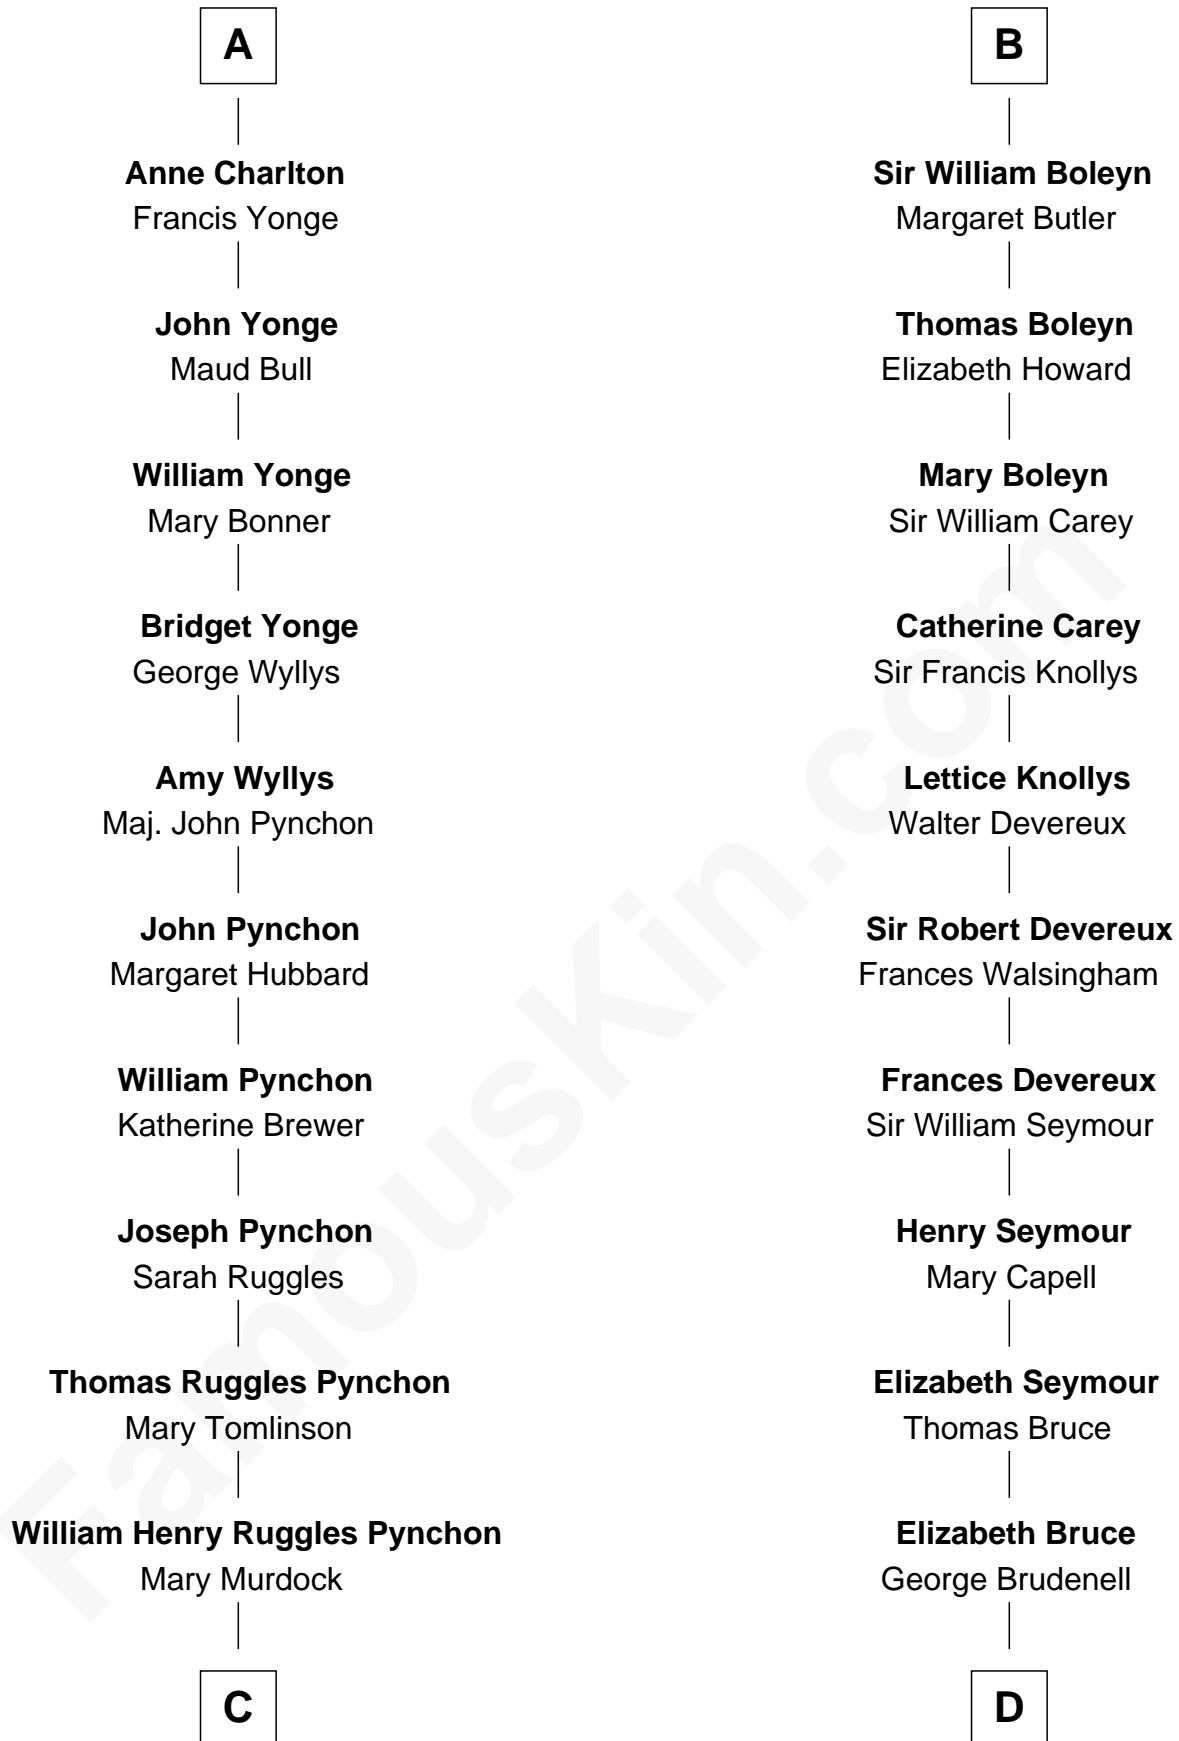 A
Anne Charlton
Francis Yonge
John Yonge
Maud Bull
William Yonge
Mary Bonner
Bridget Yonge
George Wyllys
Amy Wyllys
Maj. John Pynchon
John Pynchon
Margaret Hubbard
William Pynchon
Katherine Brewer
Joseph Pynchon
Sarah Ruggles
Thomas Ruggles Pynchon
Mary Tomlinson
William Henry Ruggles Pynchon
Mary Murdock
C
B
Sir William Boleyn
Margaret Butler
Thomas Boleyn
Elizabeth Howard
Mary Boleyn
Sir William Carey
Catherine Carey
Sir Francis Knollys
Lettice Knollys
Walter Devereux
Sir Robert Devereux
Frances Walsingham
Frances Devereux
Sir William Seymour
Henry Seymour
Mary Capell
Elizabeth Seymour
Thomas Bruce
Elizabeth Bruce
George Brudenell
D
FamousKin.com